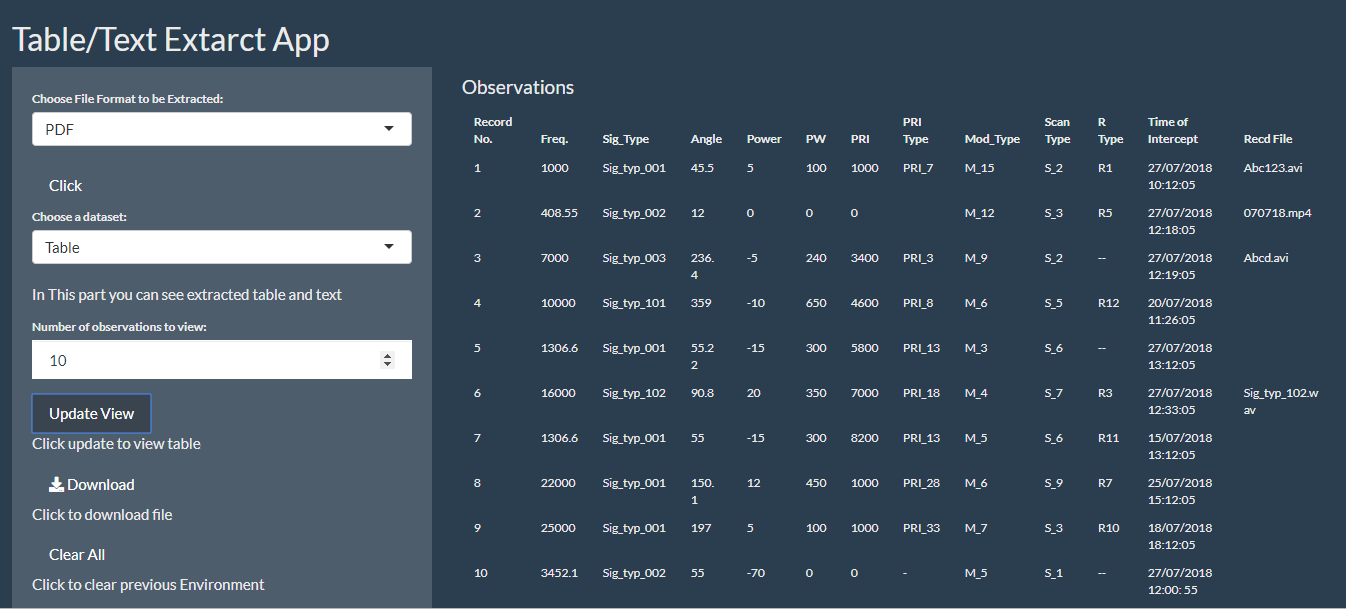 Table/Text Extarct App
Choose File Format to be Extracted:
PDF
Click
Choose a dataset:
Table
In This part you can see extracted table and text
Number of observations to view:
10
Update View
Click update to view table
Download
Click to download file
Clear All
Click to clear previous Environment
Observations
Record No. Freq. Sig_Type Angle Power PW PRI PRI Type Mod_Type Scan Type R Type Time of Intercept Recd File
1 1000 Sig_typ_001 45.5 5 100 1000 PRI_7 M_15 S_2 R1 27/07/2018 Abc123.avi
10:12:05
2 408.55 Sig_typ_002 12 0 0 0 M_12 S_3 R5 27/07/2018 070718.mp4
12:18:05
3 7000 Sig_typ_003 236. -5 240 3400 PRI_3 M_9 S_2 -- 27/07/2018 Abcd.avi
4 12:19:05
4 10000 Sig_typ_101 359 -10 650 4600 PRI_8 M_6 S_5 R12 20/07/2018
11:26:05
5 1306.6 Sig_typ_001 55.2 -15 300 5800 PRI_13 M_3 S_6 -- 27/07/2018
2 13:12:05
6 16000 Sig_typ_102 90.8 20 350 7000 PRI_18 M_4 S_7 R3 27/07/2018 Sig_typ_102.w
12:33:05 av
7 1306.6 Sig_typ_001 55 -15 300 8200 PRI_13 M_5 S_6 R11 15/07/2018
13:12:05
8 22000 Sig_typ_001 150. 12 450 1000 PRI_28 M_6 S_9 R7 25/07/2018
1 15:12:05
9 25000 Sig_typ_001 197 5 100 1000 PRI_33 M_7 S_3 R10 18/07/2018
18:12:05
10 3452.1 Sig_typ_002 55 -70 0 0 - M_5 S_1 -- 27/07/2018
12:00: 55